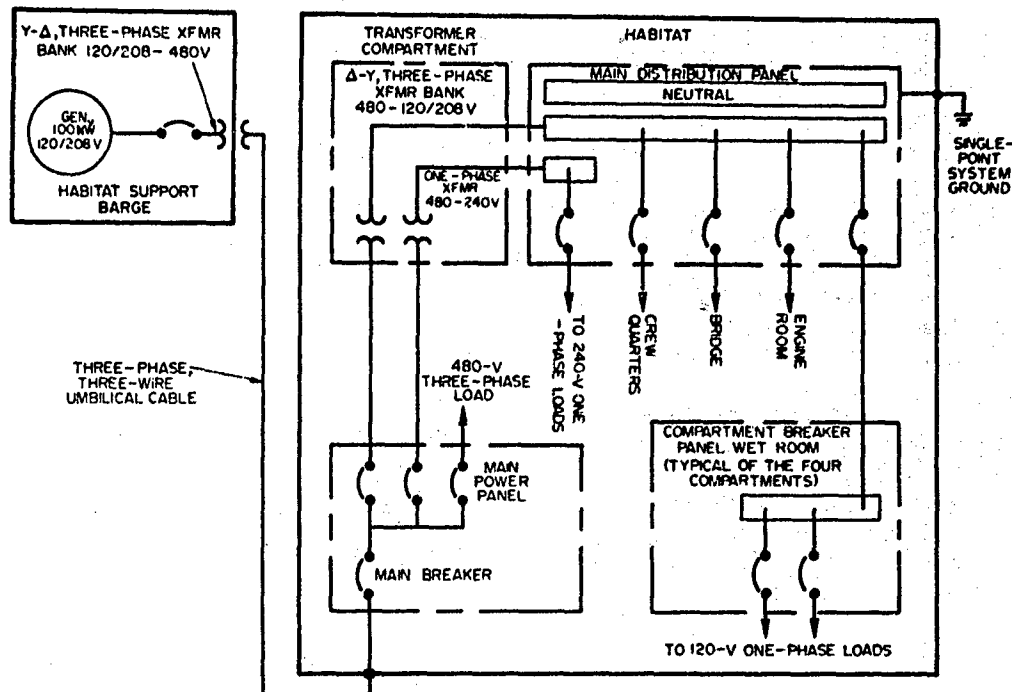 Y-Δ, THREE-PHASE XFMR
BANK 120/208-480V
GEN,
100KW
120/208V
HABITAT SUPPORT
BARGE
THREE-PHASE,
THREE-WIRE
UMBILICAL CABLE
TRANSFORMER
COMPARTMENT
HABITAT
Δ-Y, THREE-PHASE
XFMR BANK
480-120/208V
ONE-PHASE
XFMR
480-240V
MAIN DISTRIBUTION PANEL
NEUTRAL
SINGLE-
POINT
SYSTEM
GROUND
TO 240-V ONE
-PHASE LOADS
CREW
QUARTERS
BRIDGE
ENGINE
ROOM
480-V
THREE-PHASE
LOAD
MAIN
POWER
PANEL
MAIN BREAKER
COMPARTMENT BREAKER
PANEL WET ROOM
(TYPICAL OF THE FOUR
COMPARTMENTS)
TO 120-V ONE-PHASE LOADS